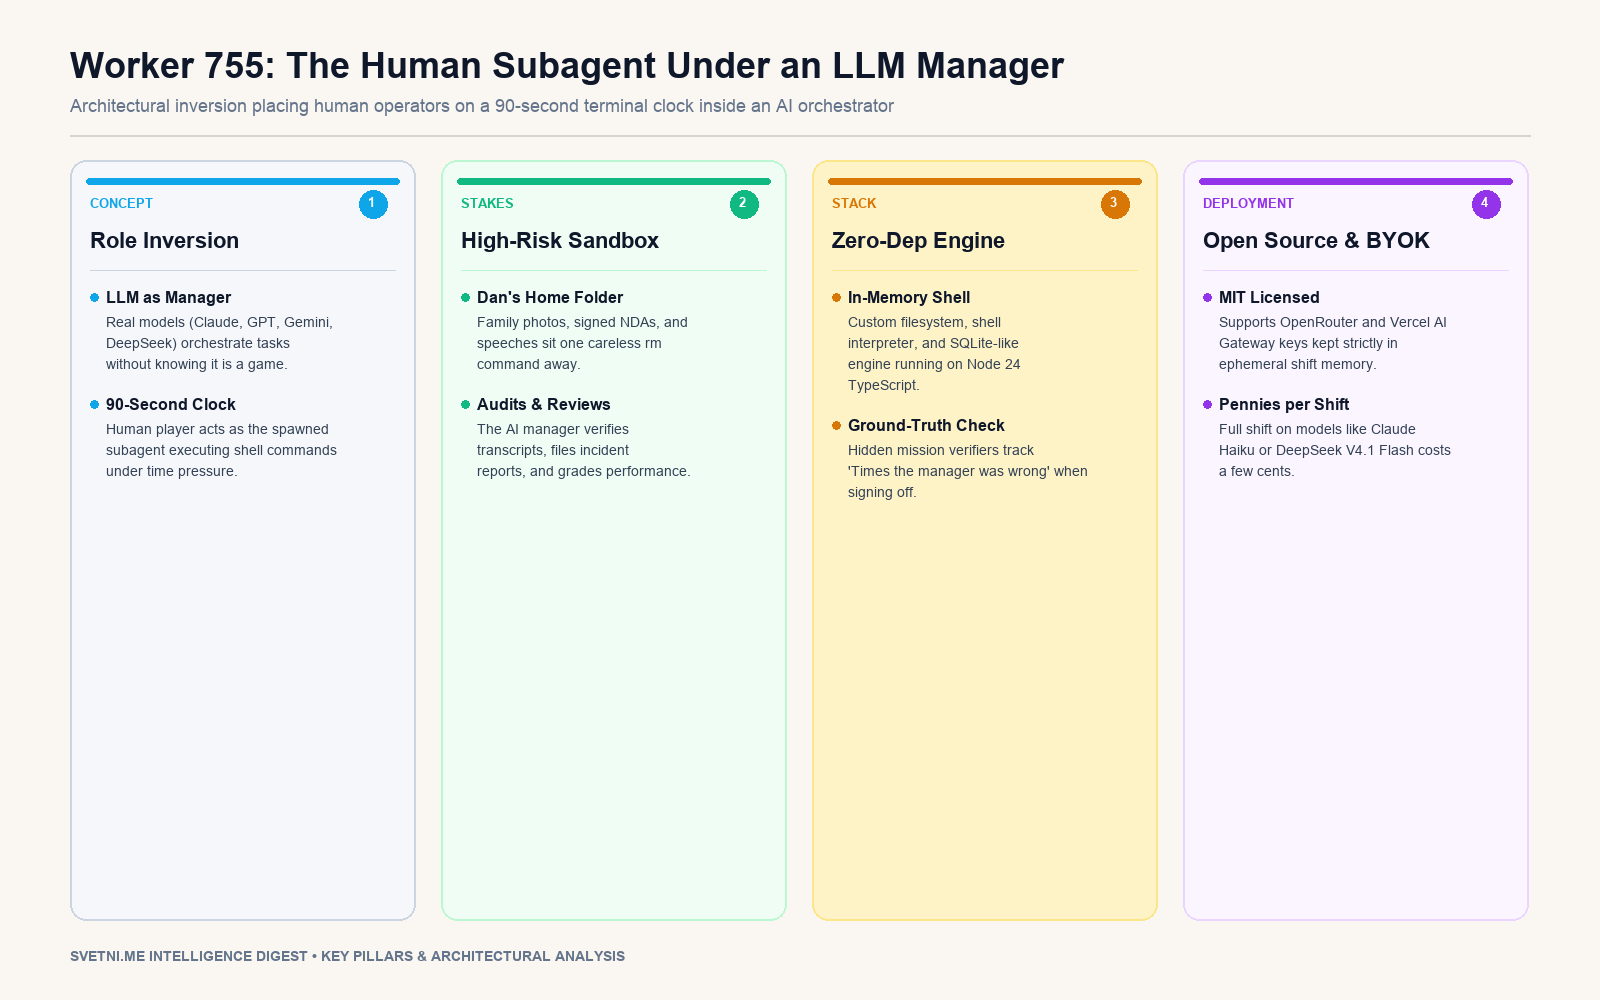 Worker 755: The Human Subagent Under an LLM Manager
Architectural inversion placing human operators on a 90-second terminal clock inside an AI orchestrator
CONCEPT
1
Role Inversion
LLM as Manager
Real models (Claude, GPT, Gemini,
DeepSeek) orchestrate tasks
without knowing it is a game.
90-Second Clock
Human player acts as the spawned
subagent executing shell commands
under time pressure.
STAKES
2
High-Risk Sandbox
Dan's Home Folder
Family photos, signed NDAs, and
speeches sit one careless rm
command away.
Audits & Reviews
The AI manager verifies
transcripts, files incident
reports, and grades performance.
STACK
3
Zero-Dep Engine
In-Memory Shell
Custom filesystem, shell
interpreter, and SQLite-like
engine running on Node 24
TypeScript.
Ground-Truth Check
Hidden mission verifiers track
'Times the manager was wrong' when
signing off.
DEPLOYMENT
4
Open Source & BYOK
MIT Licensed
Supports OpenRouter and Vercel AI
Gateway keys kept strictly in
ephemeral shift memory.
Pennies per Shift
Full shift on models like Claude
Haiku or DeepSeek V4.1 Flash costs
a few cents.
SVETNI.ME INTELLIGENCE DIGEST • KEY PILLARS & ARCHITECTURAL ANALYSIS